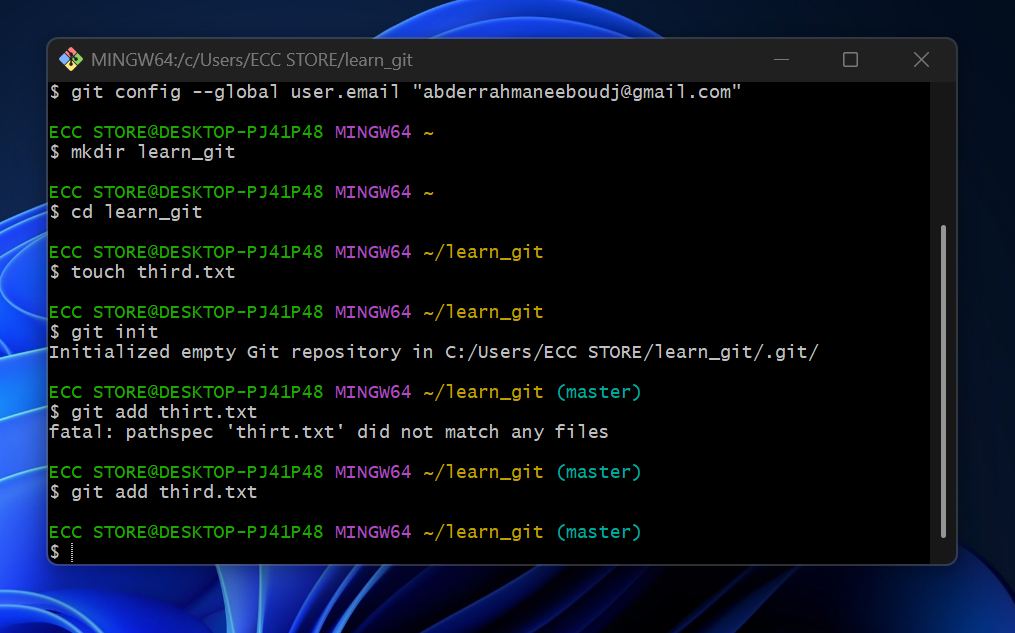 MINGW64:/c/Users/ECC STORE/learn_git
$ git config --global user.email "abderrahmaneeboudj@gmail.com"
ECC STORE@DESKTOP-PJ41P48 MINGW64 ~
$ mkdir learn_git
ECC STORE@DESKTOP-PJ41P48 MINGW64 ~
$ cd learn_git
ECC STORE@DESKTOP-PJ41P48 MINGW64 ~/learn_git
$ touch third.txt
ECC STORE@DESKTOP-PJ41P48 MINGW64 ~/learn_git
$ git init
Initialized empty Git repository in C:/Users/ECC STORE/learn_git/.git/
ECC STORE@DESKTOP-PJ41P48 MINGW64 ~/learn_git (master)
$ git add thirt.txt
fatal: pathspec 'thirt.txt' did not match any files
ECC STORE@DESKTOP-PJ41P48 MINGW64 ~/learn_git (master)
$ git add third.txt
ECC STORE@DESKTOP-PJ41P48 MINGW64 ~/learn_git (master)
$